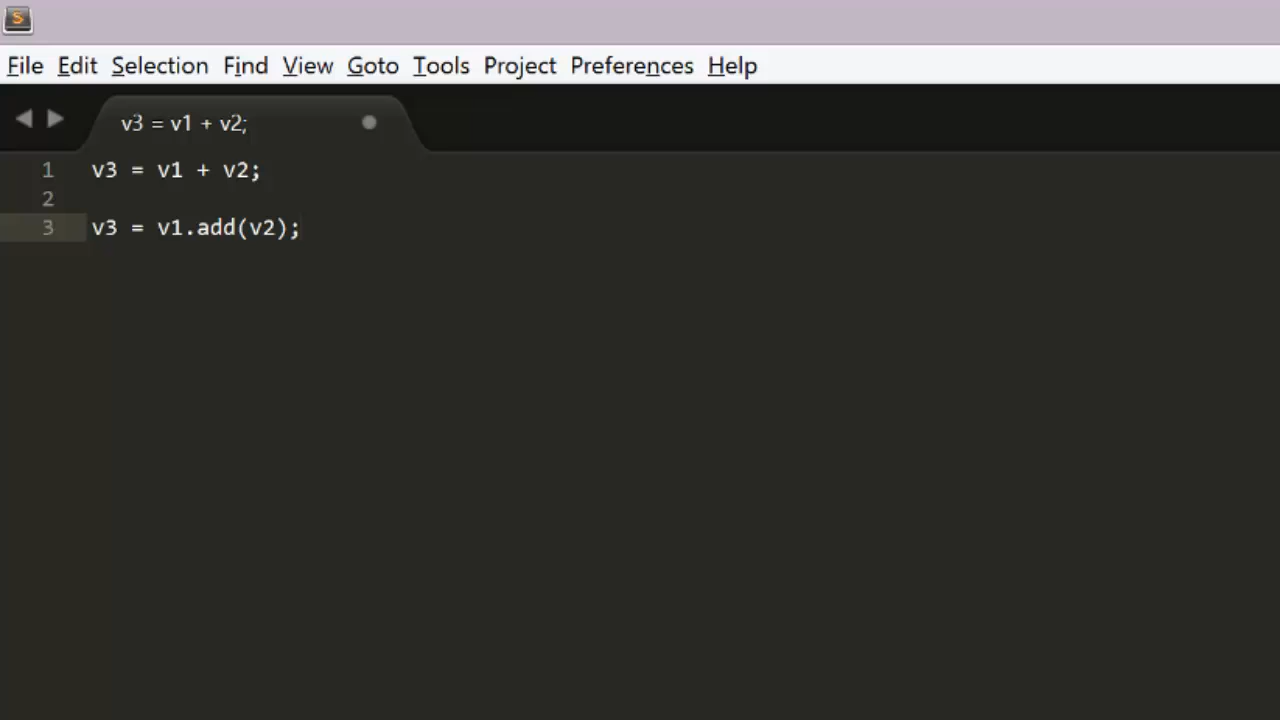 File Edit Selection Find View Goto Tools Project Preferences Help
v3 = v1 + v2;
1 v3 = v1 + v2;
2
3 v3 = v1.add(v2);